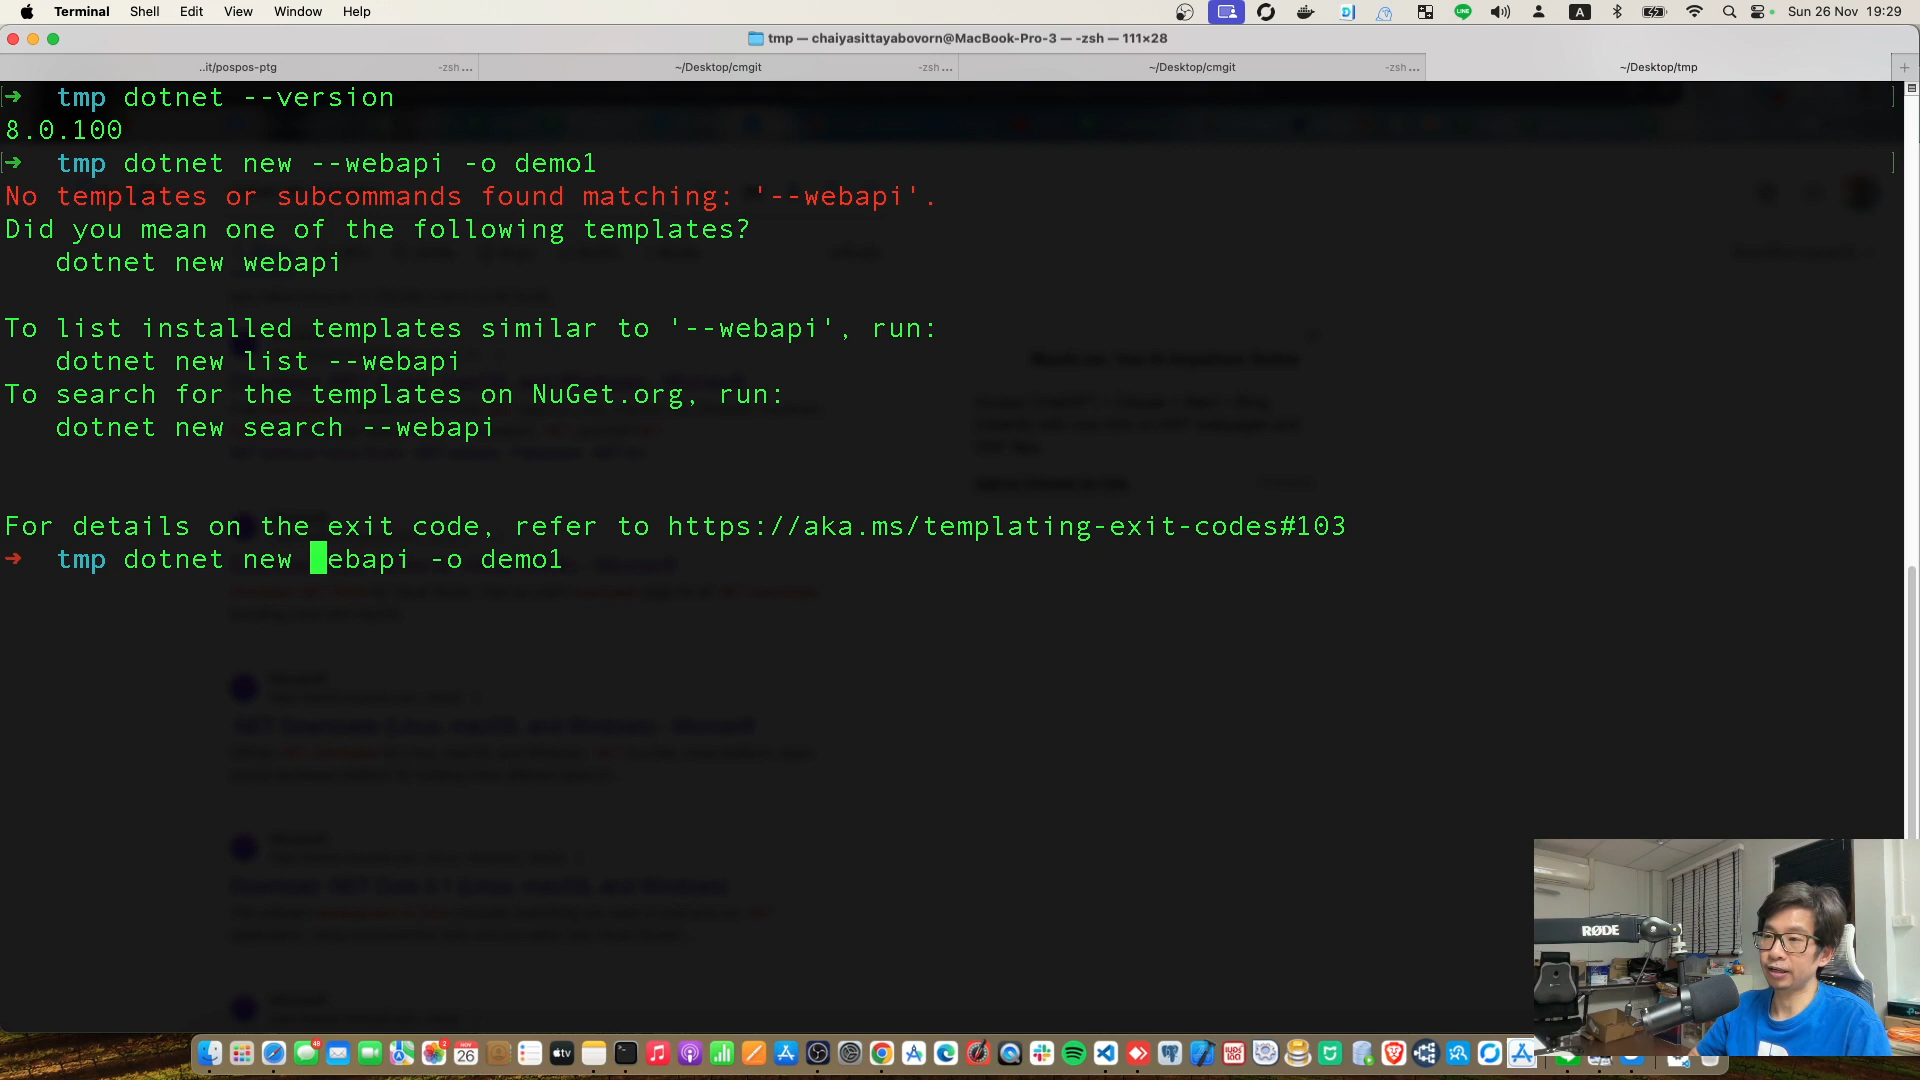 Terminal Shell Edit View Window Help
Sun 26 Nov 19:29
tmp — chaiyasittayabovorn@MacBook-Pro-3 — -zsh — 111×28
..it/pospos-ptg -zsh ... ~/Desktop/cmgit -zsh ... ~/Desktop/cmgit -zsh ... ~/Desktop/tmp
→ tmp dotnet --version
8.0.100
→ tmp dotnet new --webapi -o demo1
No templates or subcommands found matching: '--webapi'.
Did you mean one of the following templates?
dotnet new webapi
To list installed templates similar to '--webapi', run:
dotnet new list --webapi
To search for the templates on NuGet.org, run:
dotnet new search --webapi
For details on the exit code, refer to https://aka.ms/templating-exit-codes#103
→ tmp dotnet new ebapi -o demo1
RØDE